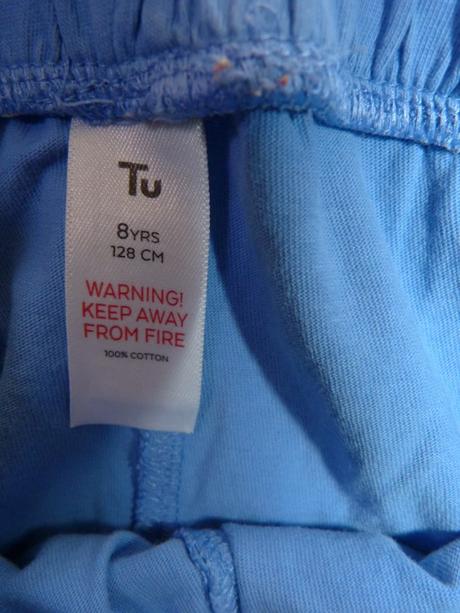 Tu
8YRS
128 CM
WARNING!
KEEP AWAY
FROM FIRE
100% COTTON